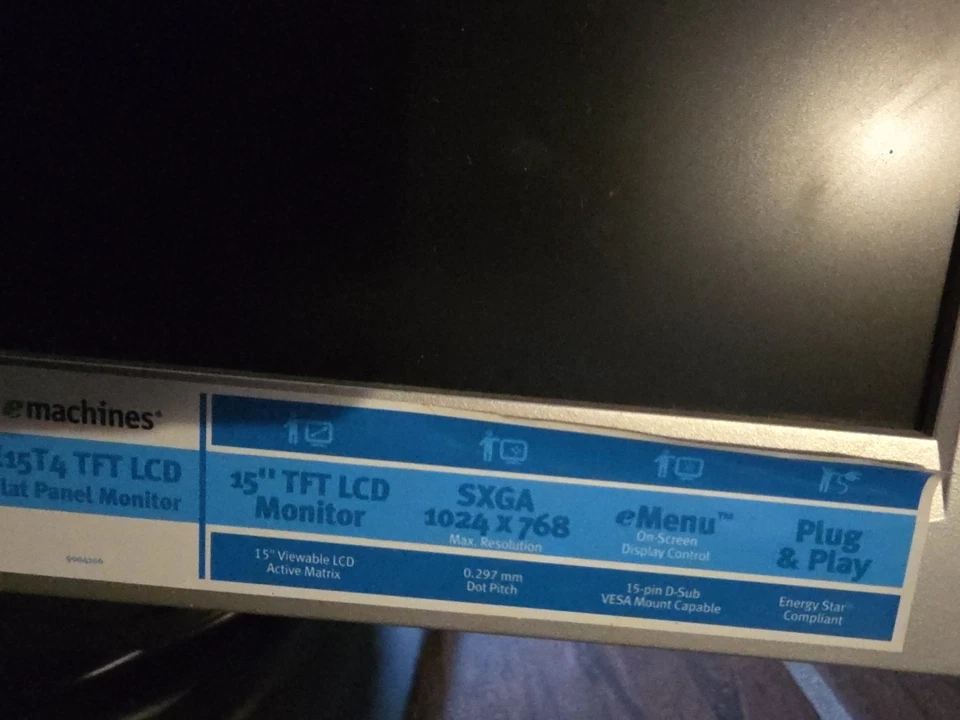 emachines®
15T4 TFT LCD
lat Panel Monitor
15" TFT LCD
Monitor
15" Viewable LCD
Active Matrix
SXGA
1024 x 768
Max. Resolution
0.297 mm
Dot Pitch
eMenu™
On-Screen
Display Control
15-pin D-Sub
VESA Mount Capable
Plug
& Play
Energy Star®
Compliant